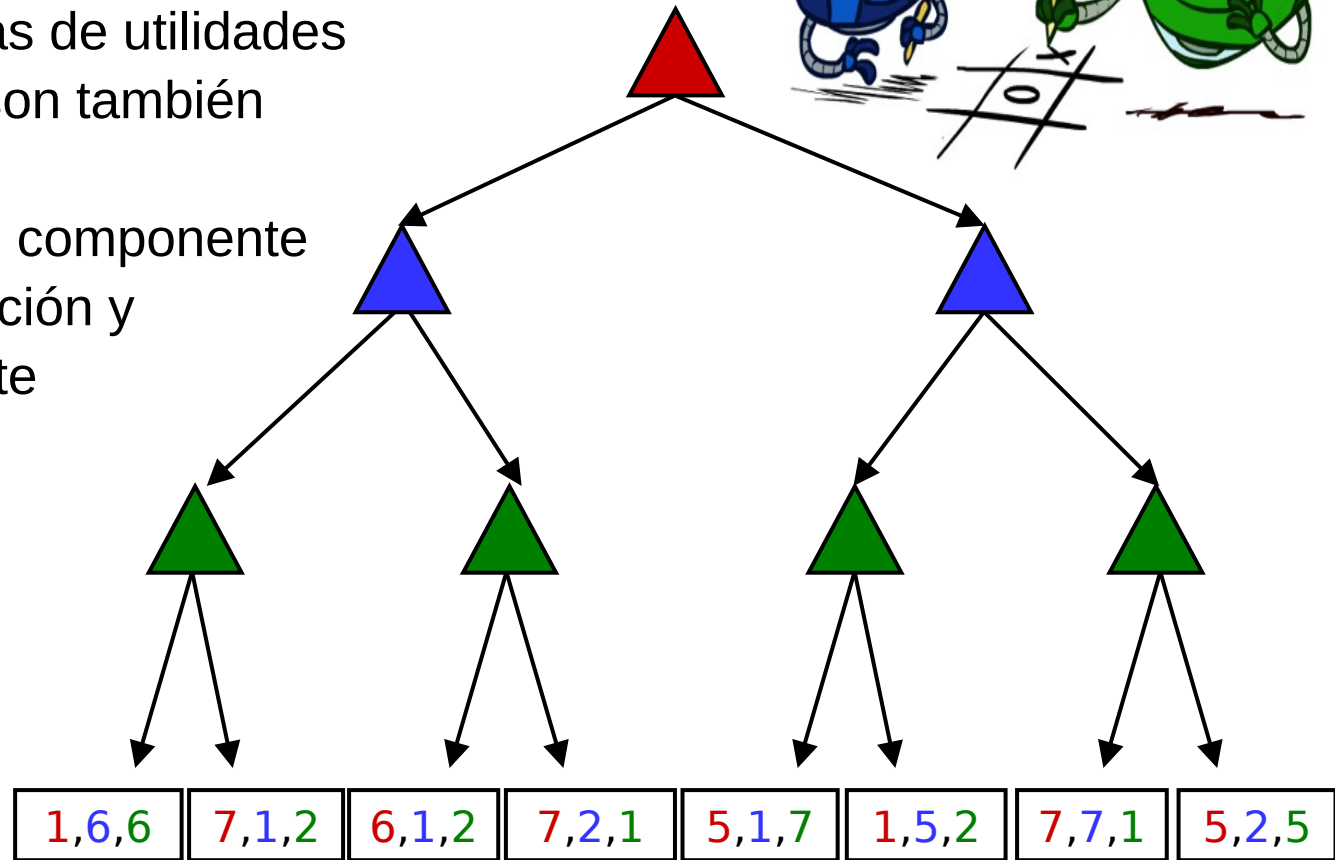 as de utilidades
son también
componente
ción y
te
X
O
1,6,6 7,1,2 6,1,2 7,2,1 5,1,7 1,5,2 7,7,1 5,2,5